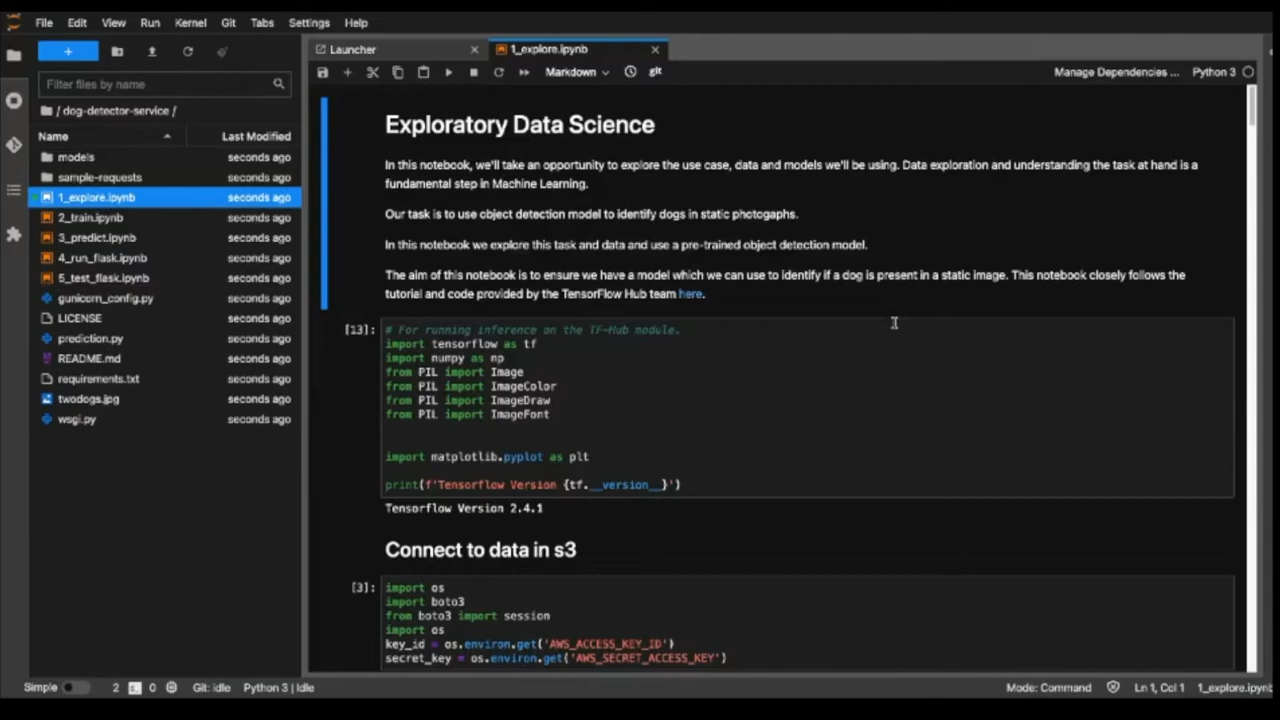 File Edit View Run Kernel Git Tabs Settings Help
+
Filter files by name
/ dog-detector-service /
Name Last Modified
models seconds ago
sample-requests seconds ago
1_explore.ipynb seconds ago
2_train.ipynb seconds ago
3_predict.ipynb seconds ago
4_run_flask.ipynb seconds ago
5_test_flask.ipynb seconds ago
gunicorn_config.py seconds ago
LICENSE seconds ago
prediction.py seconds ago
README.md seconds ago
requirements.txt seconds ago
twodogs.jpg seconds ago
wsgi.py seconds ago
Launcher 1_explore.ipynb
Markdown git Manage Dependencies ... Python 3
Exploratory Data Science
In this notebook, we'll take an opportunity to explore the use case, data and models we'll be using. Data exploration and understanding the task at hand is a
fundamental step in Machine Learning.
Our task is to use object detection model to identify dogs in static photogaphs.
In this notebook we explore this task and data and use a pre-trained object detection model.
The aim of this notebook is to ensure we have a model which we can use to identify if a dog is present in a static image. This notebook closely follows the
tutorial and code provided by the TensorFlow Hub team here.
[13]: # For running inference on the TF-Hub module.
import tensorflow as tf
import numpy as np
from PIL import Image
from PIL import ImageColor
from PIL import ImageDraw
from PIL import ImageFont
import matplotlib.pyplot as plt
print(f'Tensorflow Version {tf.__version__}')
Tensorflow Version 2.4.1
Connect to data in s3
[3]: import os
import boto3
from boto3 import session
import os
key_id = os.environ.get('AWS_ACCESS_KEY_ID')
secret_key = os.environ.get('AWS_SECRET_ACCESS_KEY')
Simple 2 0 Git: idle Python 3 | Idle Mode: Command Ln 1, Col 1 1_explore.ipynb